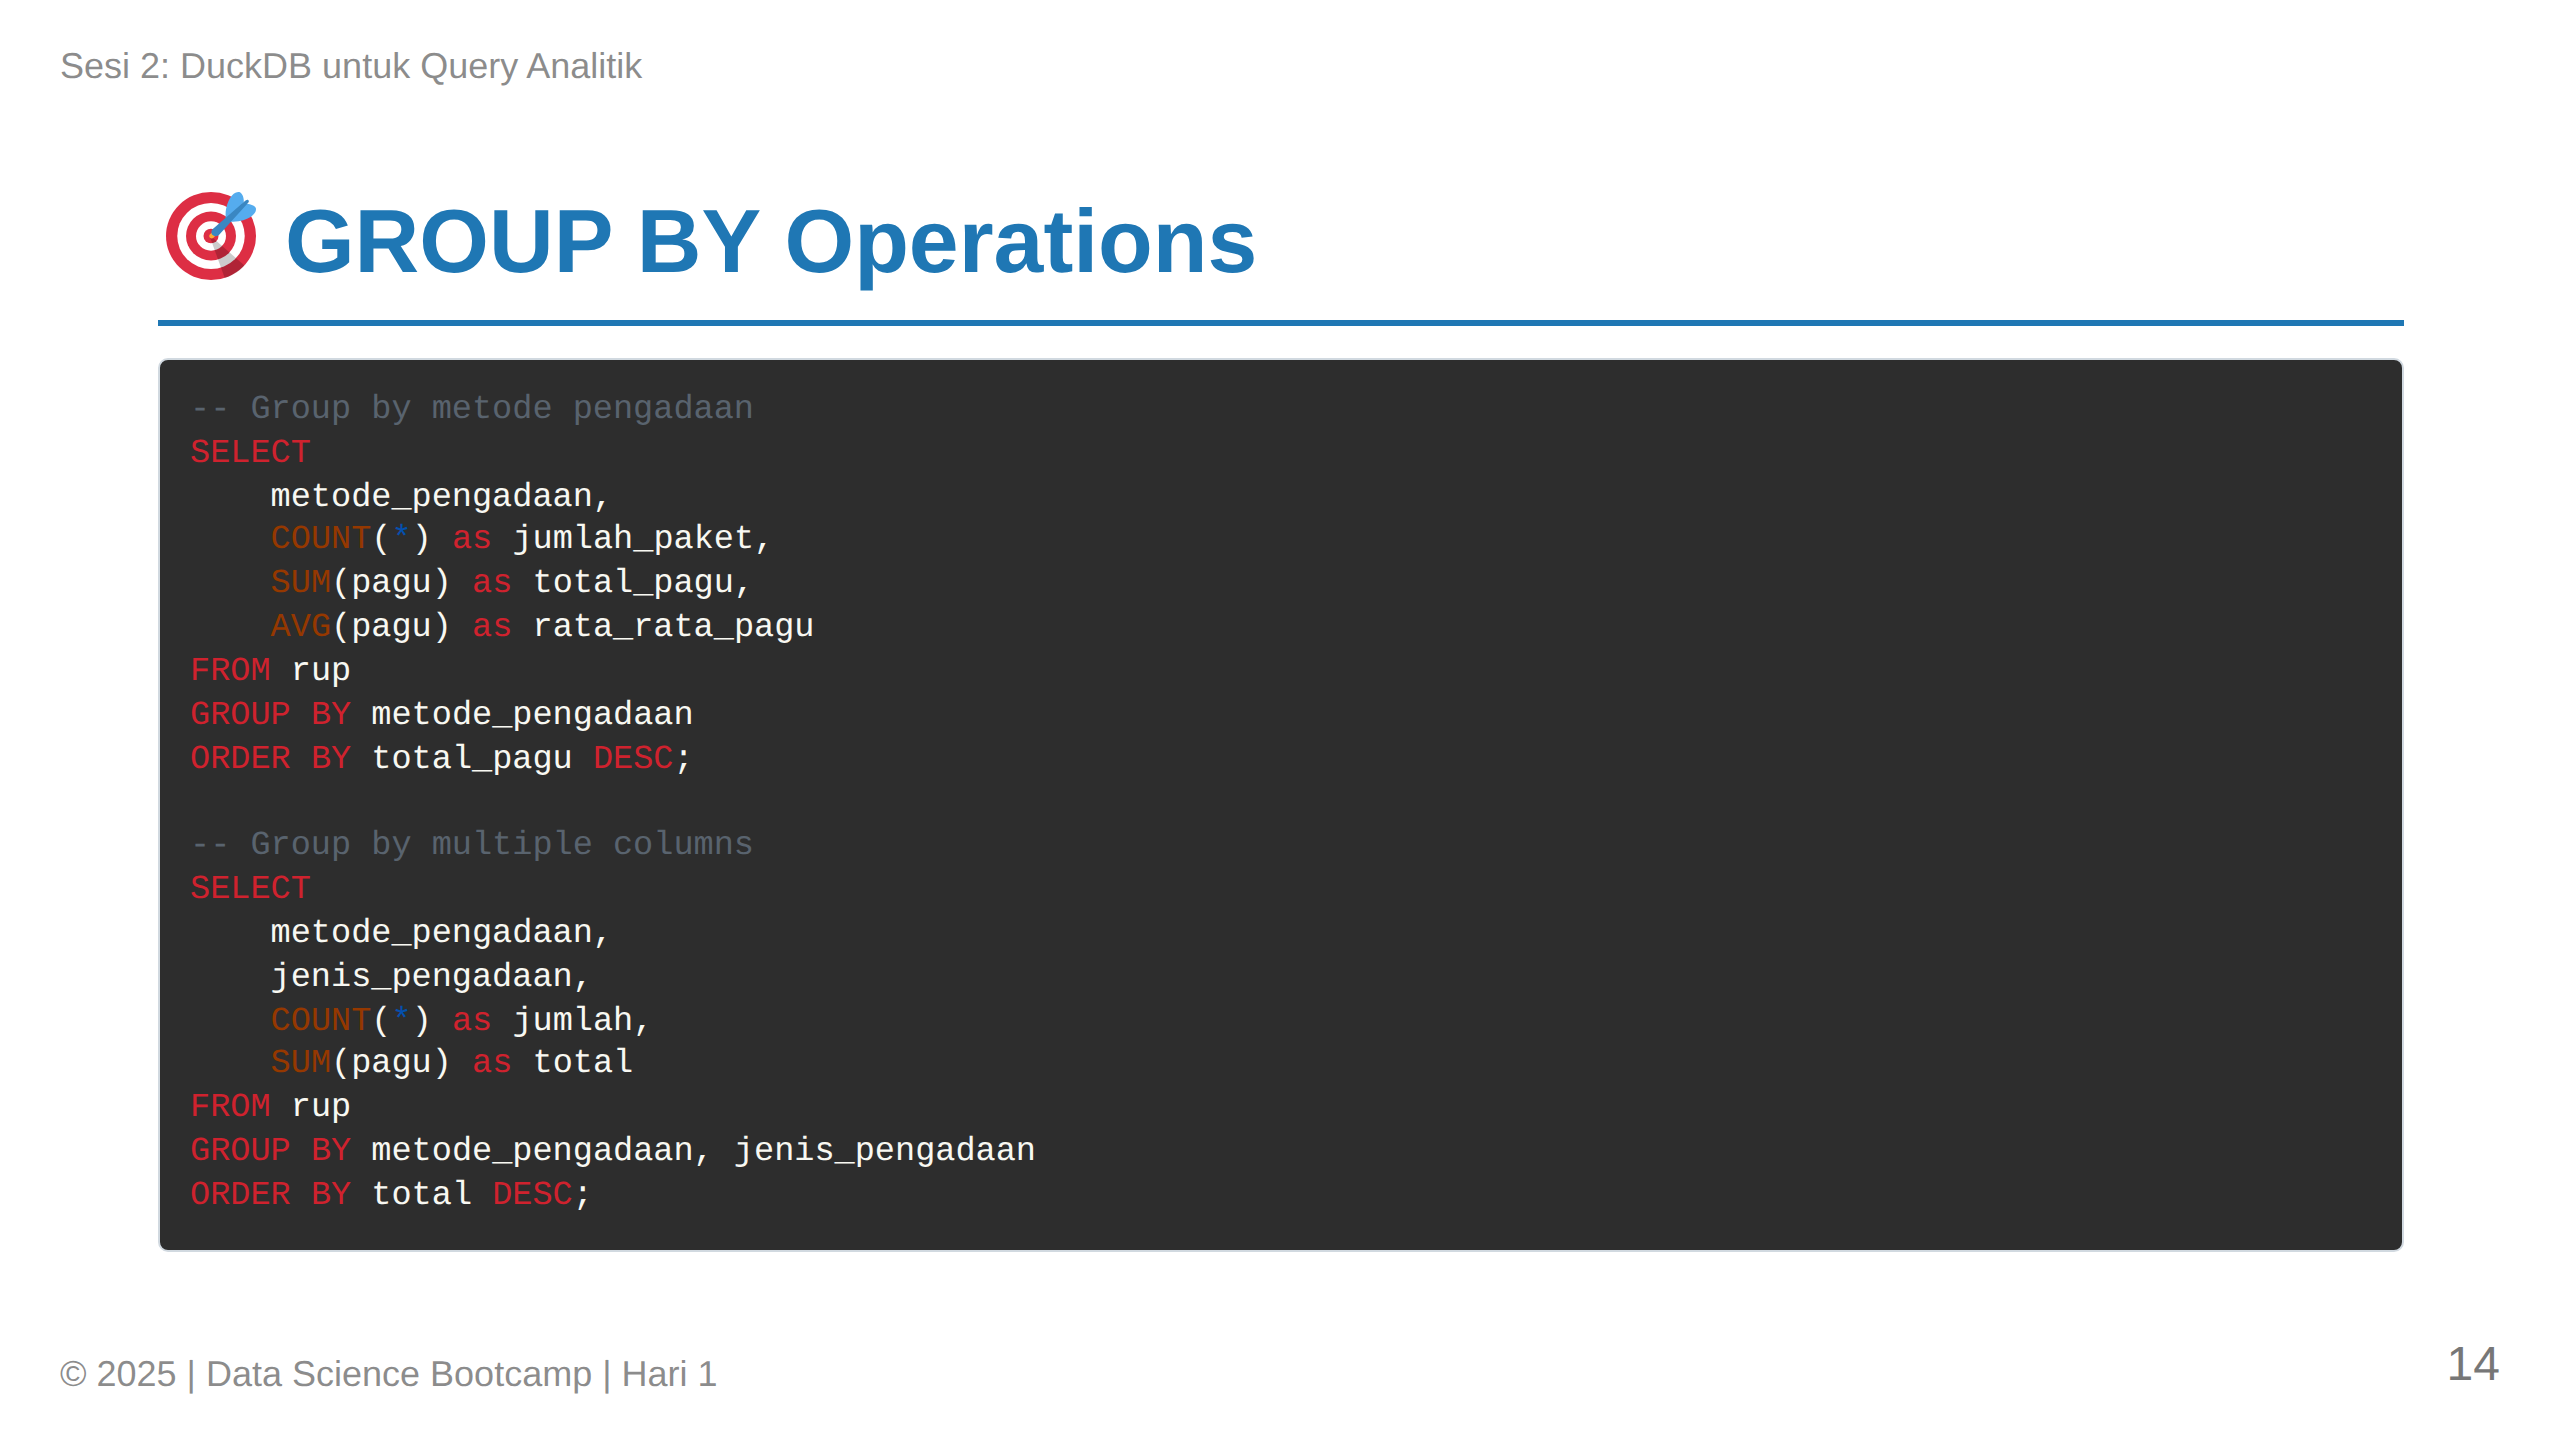 Sesi 2: DuckDB untuk Query Analitik
🎯 GROUP BY Operations
-- Group by metode pengadaan
SELECT
    metode_pengadaan,
    COUNT(*) as jumlah_paket,
    SUM(pagu) as total_pagu,
    AVG(pagu) as rata_rata_pagu
FROM rup
GROUP BY metode_pengadaan
ORDER BY total_pagu DESC;

-- Group by multiple columns
SELECT
    metode_pengadaan,
    jenis_pengadaan,
    COUNT(*) as jumlah,
    SUM(pagu) as total
FROM rup
GROUP BY metode_pengadaan, jenis_pengadaan
ORDER BY total DESC;
© 2025 | Data Science Bootcamp | Hari 1
14